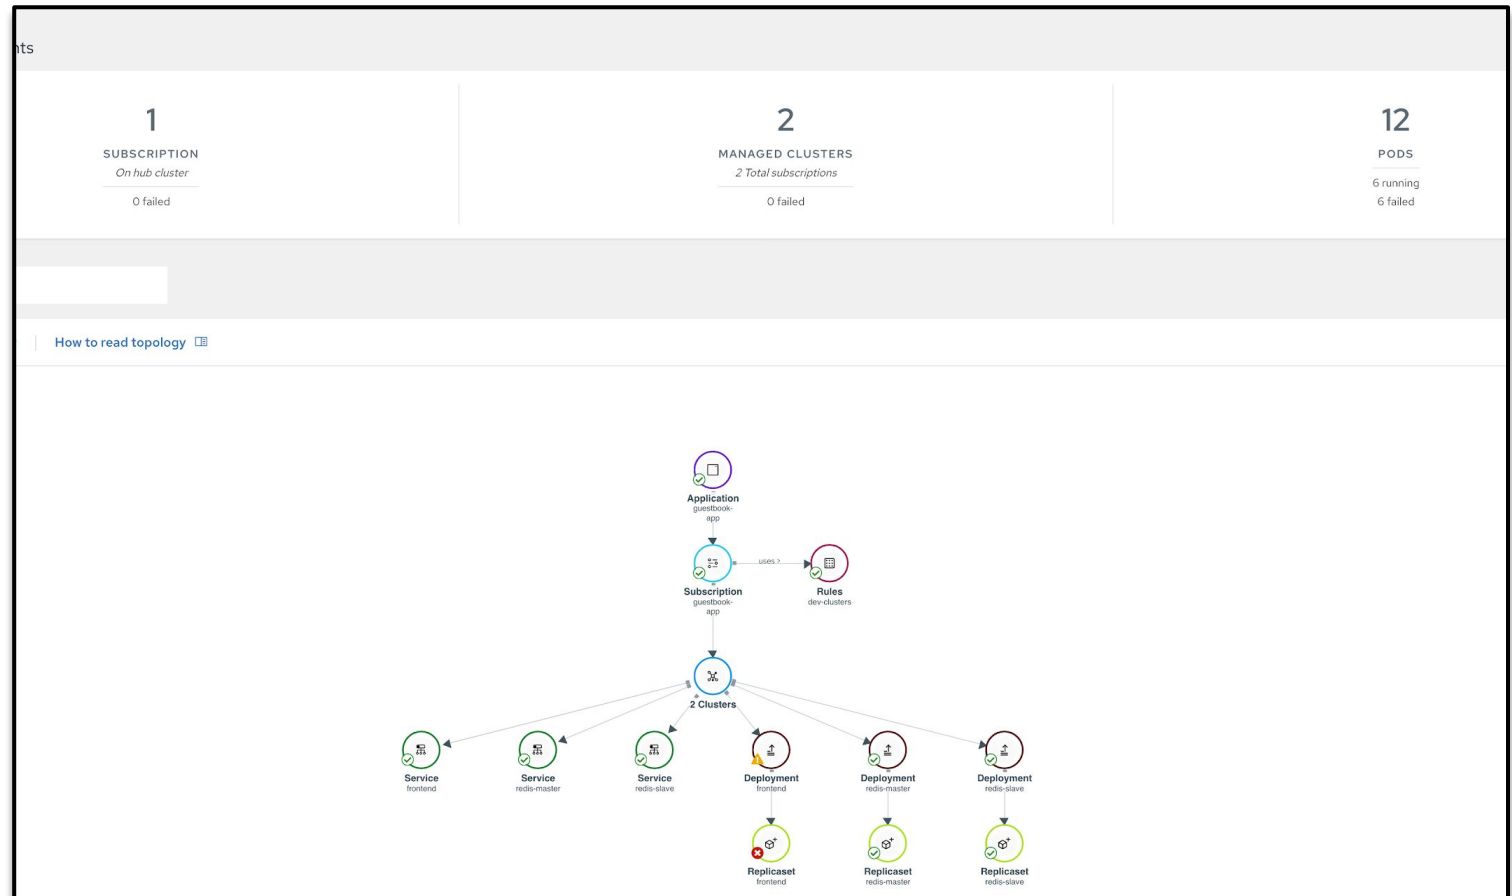 nts
1
SUBSCRIPTION
On hub cluster
0 failed
2
MANAGED CLUSTERS
2 Total subscriptions
0 failed
12
PODS
6 running
6 failed
How to read topology
Application
guestbook-
app
Subscription
guestbook-
app
uses >
Rules
dev-clusters
2 Clusters
Service
frontend
Service
redis-master
Service
redis-slave
Deployment
frontend
Deployment
redis-master
Deployment
redis-slave
Replicaset
frontend
Replicaset
redis-master
Replicaset
redis-slave